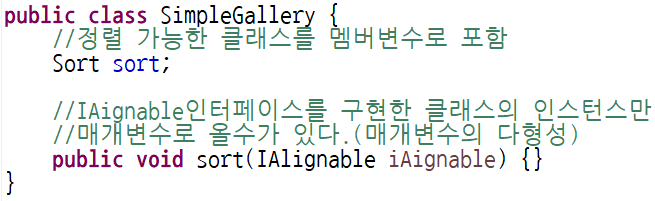 public class SimpleGallery {
//정렬 가능한 클래스를 멤버변수로 포함
Sort sort;
//IAignable인터페이스를 구현한 클래스의 인스턴스만
//매개변수로 올수가 있다.(매개변수의 다형성)
public void sort(IAlignable iAignable) {}
}